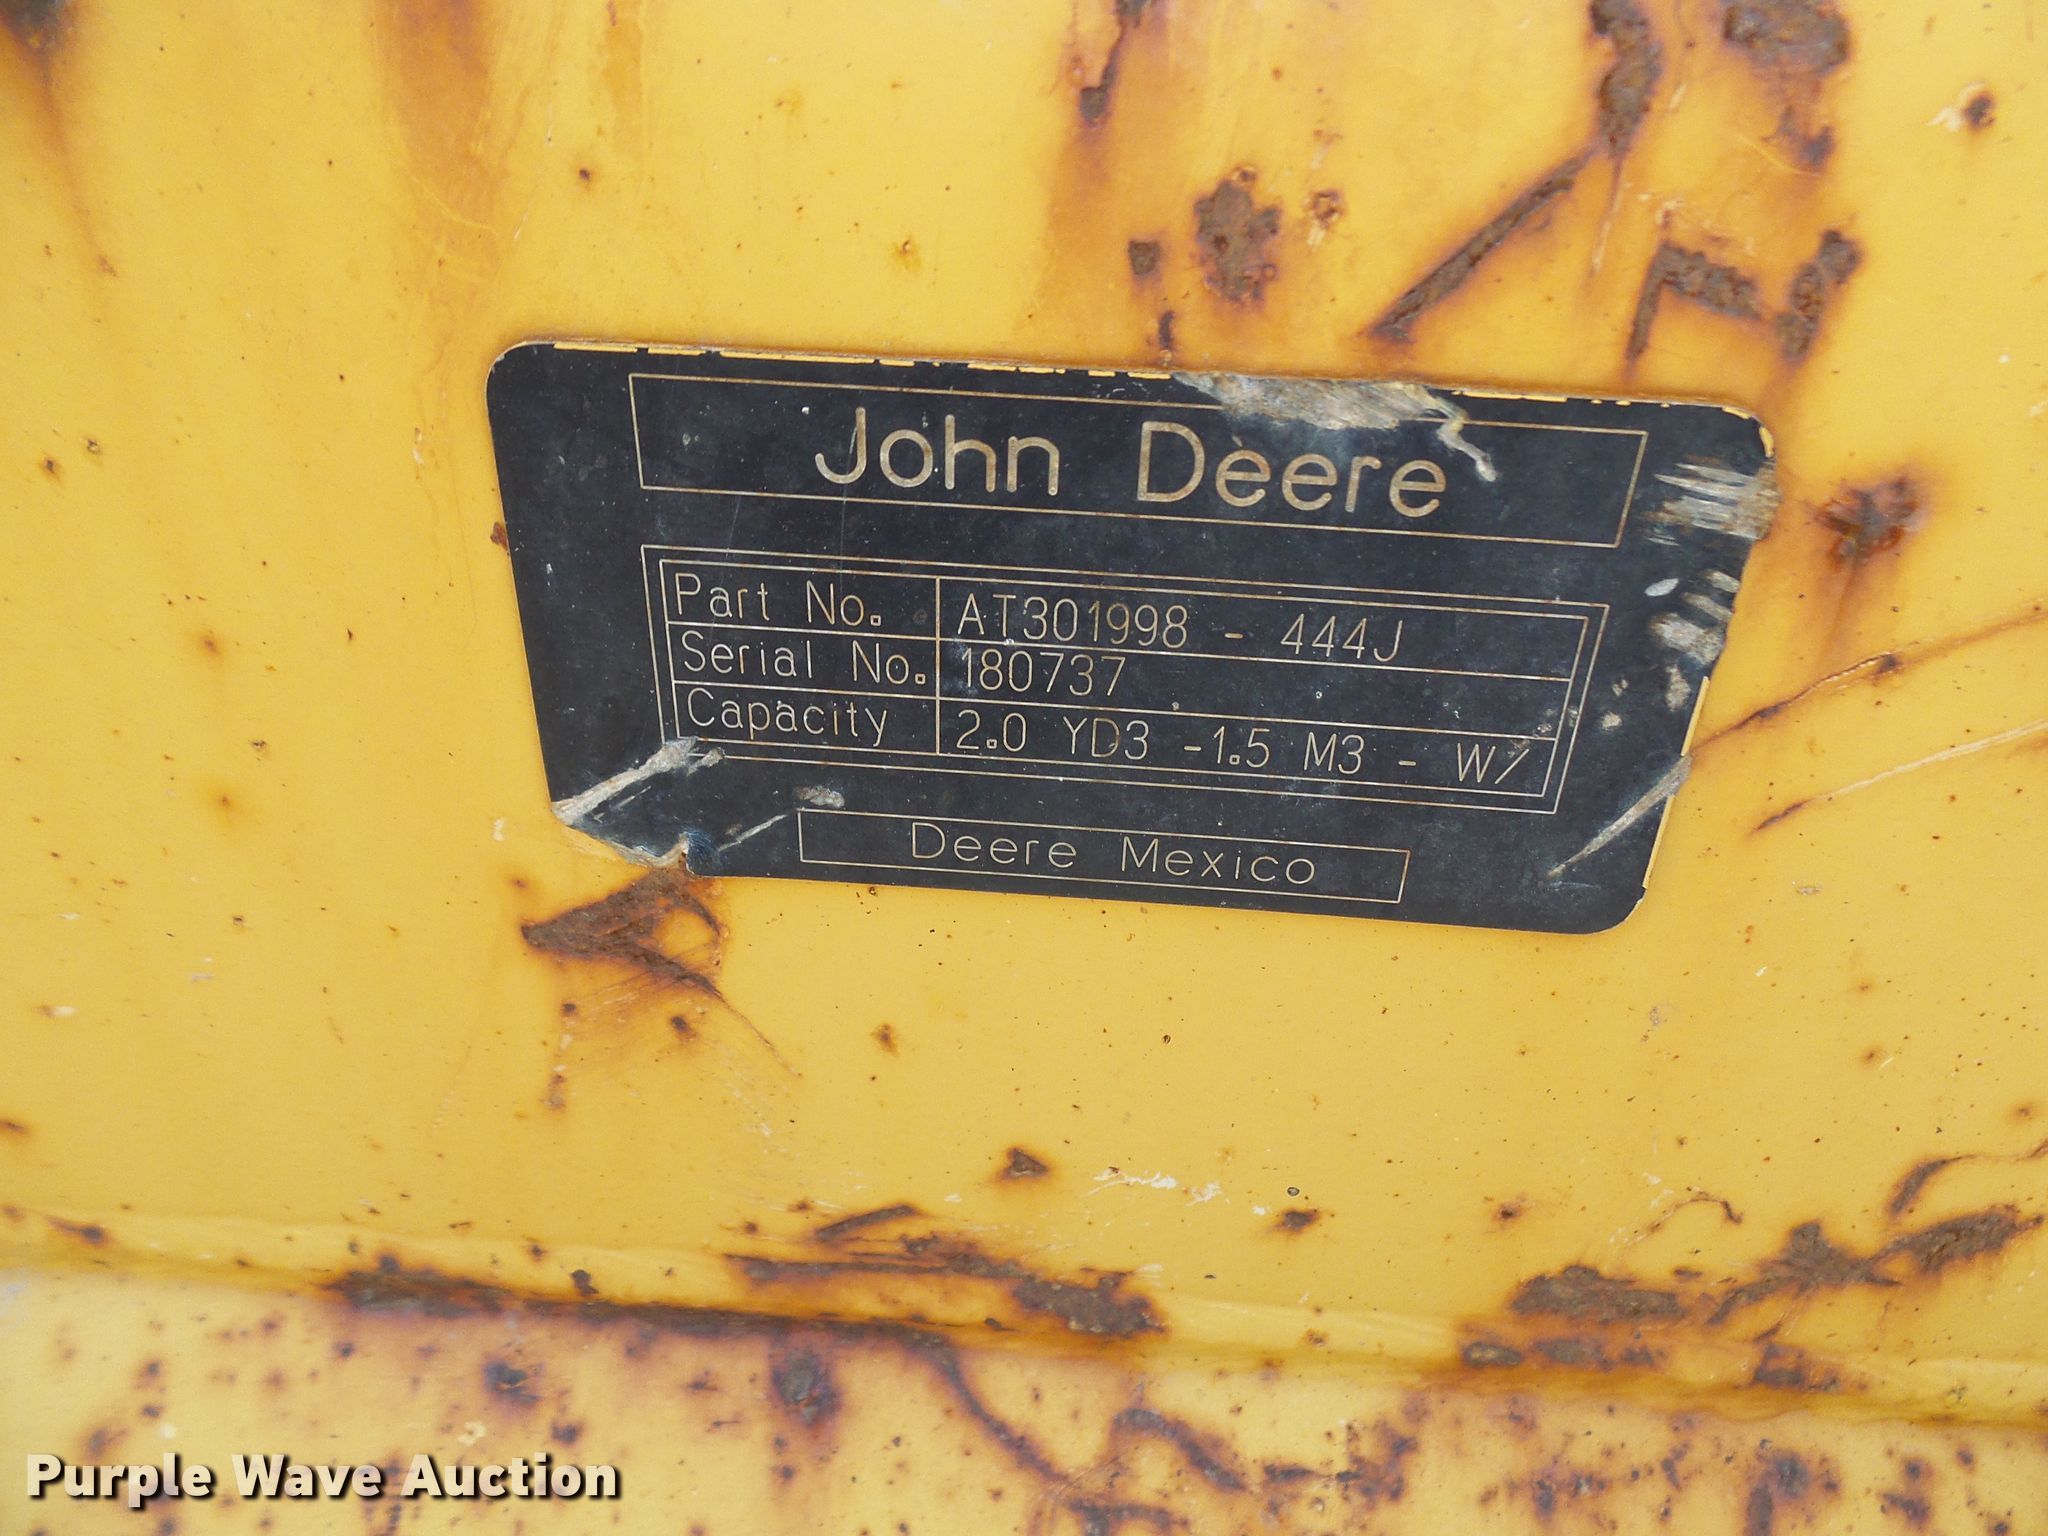 John Deere
Part No. AT301998 - 444J
Serial No. 180737
Capacity 2.0 YD3 -1.5 M3 - W/
Deere Mexico
Purple Wave Auction